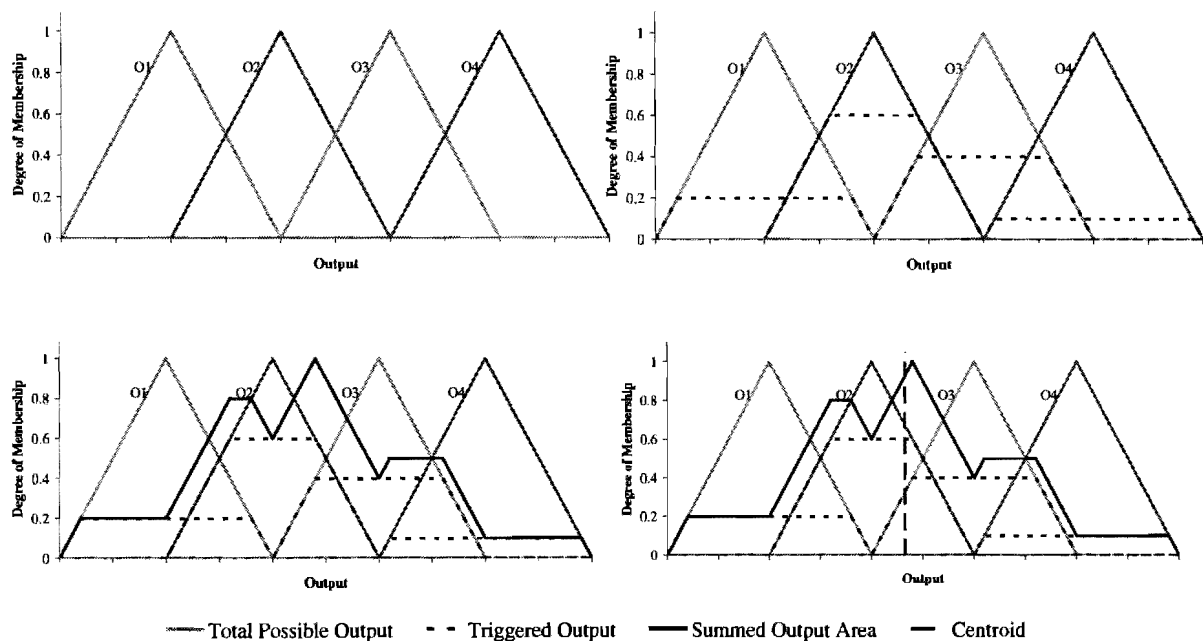 1
0.8
0.6
0.4
0.2
0
Degree of Membership
O1
O2
O3
O4
Output
1
0.8
0.6
0.4
0.2
0
Degree of Membership
O1
O2
O3
O4
Output
1
0.8
0.6
0.4
0.2
0
Degree of Membership
O1
O2
O3
O4
Output
1
0.8
0.6
0.4
0.2
0
Degree of Membership
O1
O2
O3
O4
Output
Total Possible Output
Triggered Output
Summed Output Area
Centroid